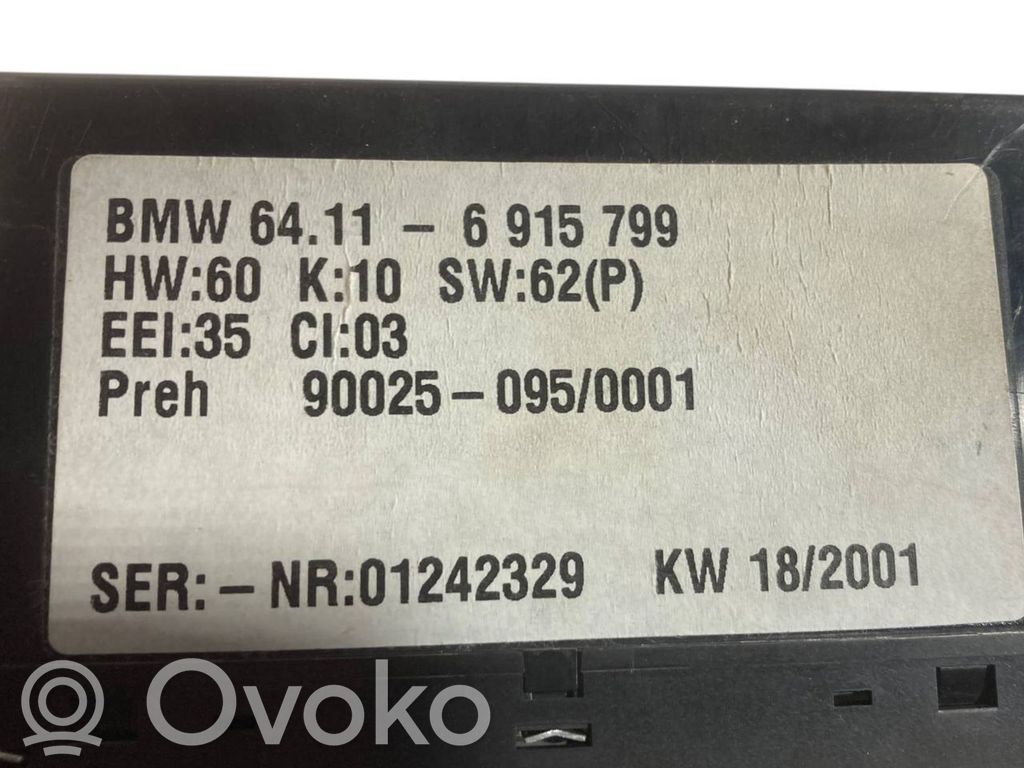 BMW 64.11 - 6 915 799
HW:60 K:10 SW:62(P)
EEI:35 CI:03
Preh 90025-095/0001
SER:-NR:01242329 KW 18/2001
Ovoko